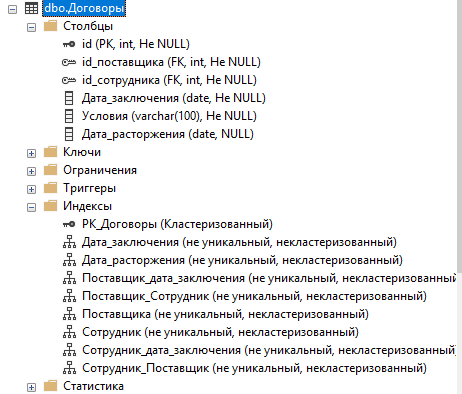 dbo.Договоры
Столбцы
id (PK, int, Не NULL)
id_поставщика (FK, int, Не NULL)
id_сотрудника (FK, int, Не NULL)
Дата_заключения (date, Не NULL)
Условия (varchar(100), Не NULL)
Дата_расторжения (date, NULL)
Ключи
Ограничения
Триггеры
Индексы
PK_Договоры (Кластеризованный)
Дата_заключения (не уникальный, некластеризованный)
Дата_расторжения (не уникальный, некластеризованный)
Поставщик_дата_заключения (не уникальный, некластеризованный)
Поставщик_Сотрудник (не уникальный, некластеризованный)
Поставщика (не уникальный, некластеризованный)
Сотрудник (не уникальный, некластеризованный)
Сотрудник_дата_заключения (не уникальный, некластеризованный)
Сотрудник_Поставщик (не уникальный, некластеризованный)
Статистика